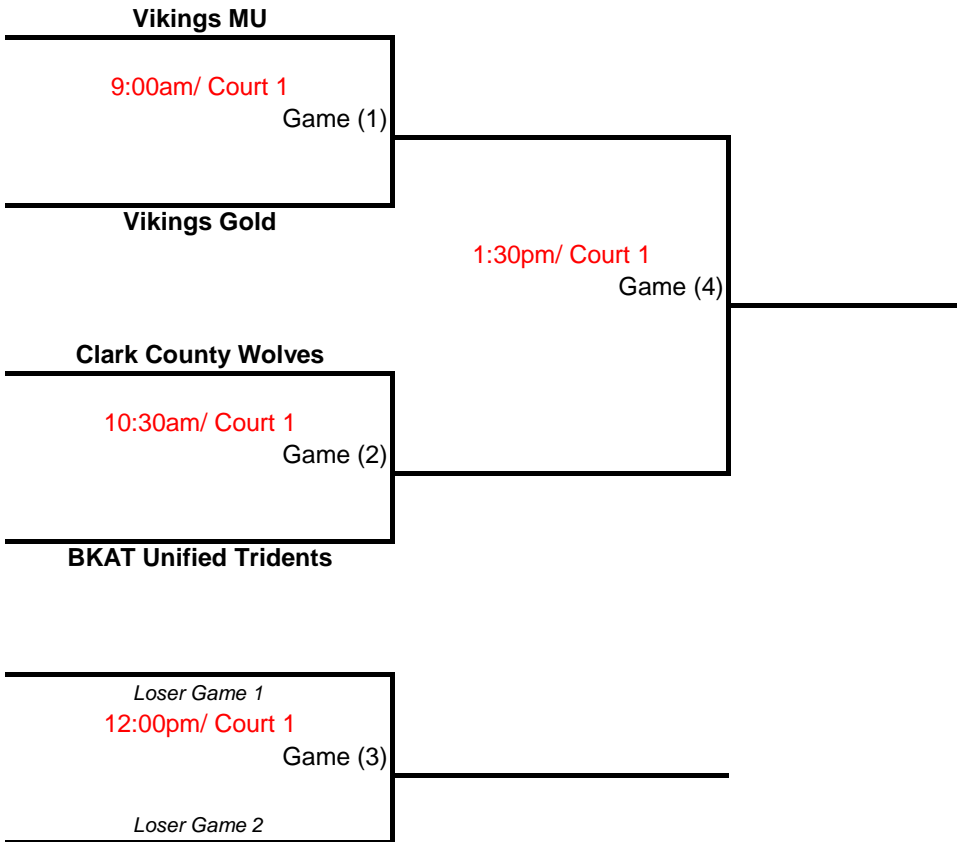 Vikings MU
9:00am/ Court 1
Game (1)
Vikings Gold
1:30pm/ Court 1
Game (4)
Clark County Wolves
10:30am/ Court 1
Game (2)
BKAT Unified Tridents
Loser Game 1
12:00pm/ Court 1
Game (3)
Loser Game 2